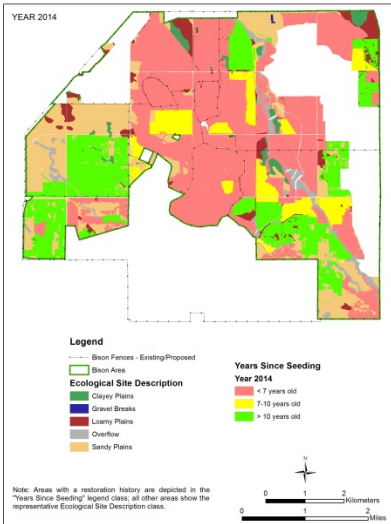 YEAR 2014
Legend
Bison Fences - Existing/Proposed
Bison Area
Ecological Site Description
Clayey Plains
Gravel Breaks
Loamy Plains
Overflow
Sandy Plains
Years Since Seeding
Year 2014
< 7 years old
7-10 years old
> 10 years old
Note: Areas with a restoration history are depicted in the
"Years Since Seeding" legend class; all other areas show the
representative Ecological Site Description class.
N
0 1 2
Kilometers
0 1 2
Miles